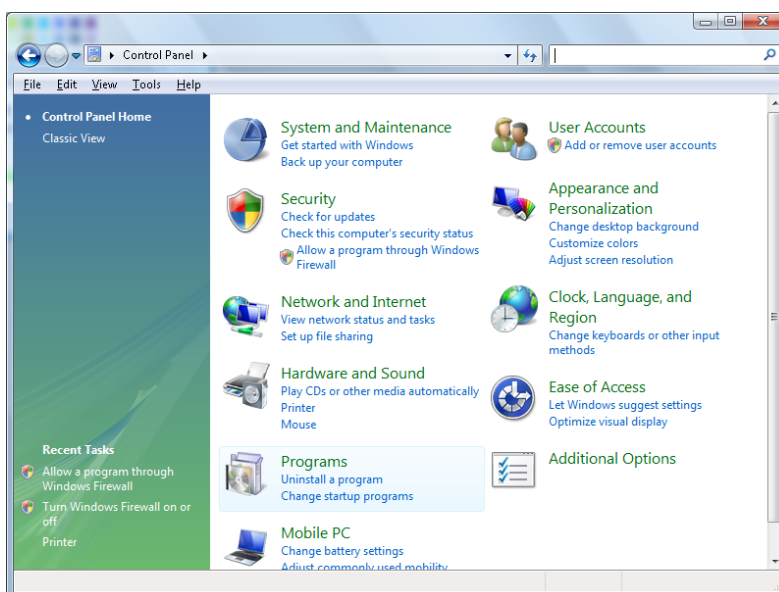 Control Panel
File Edit View Tools Help
Control Panel Home
Classic View
Recent Tasks
Allow a program through
Windows Firewall
Turn Windows Firewall on or
off
Printer
System and Maintenance
Get started with Windows
Back up your computer
Security
Check for updates
Check this computer's security status
Allow a program through Windows
Firewall
Network and Internet
View network status and tasks
Set up file sharing
Hardware and Sound
Play CDs or other media automatically
Printer
Mouse
Programs
Uninstall a program
Change startup programs
Mobile PC
Change battery settings
Adjust commonly used mobility
User Accounts
Add or remove user accounts
Appearance and
Personalization
Change desktop background
Customize colors
Adjust screen resolution
Clock, Language, and
Region
Change keyboards or other input
methods
Ease of Access
Let Windows suggest settings
Optimize visual display
Additional Options